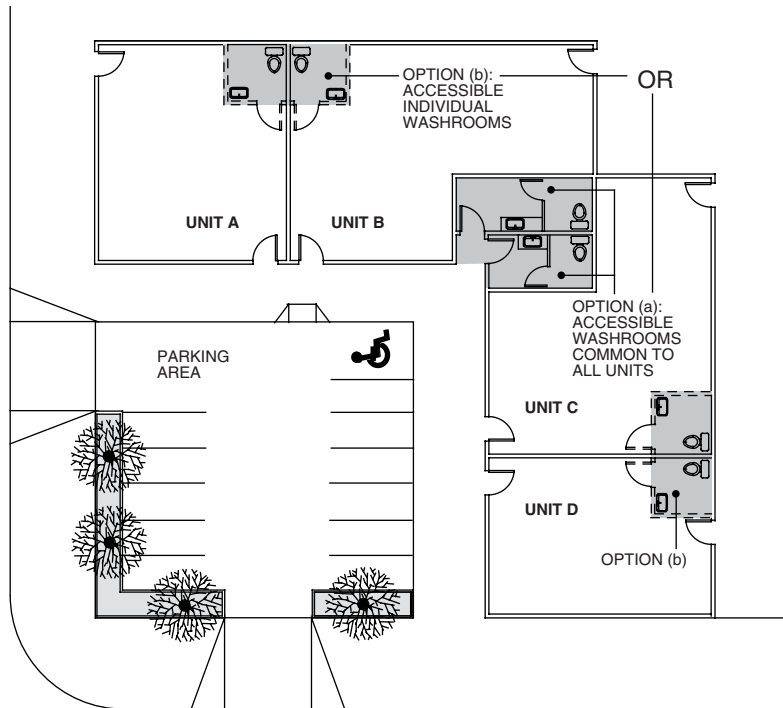 OPTION (b):
ACCESSIBLE
INDIVIDUAL
WASHROOMS
OR
UNIT A
UNIT B
OPTION (a):
ACCESSIBLE
WASHROOMS
COMMON TO
ALL UNITS
PARKING
AREA
UNIT C
UNIT D
OPTION (b)